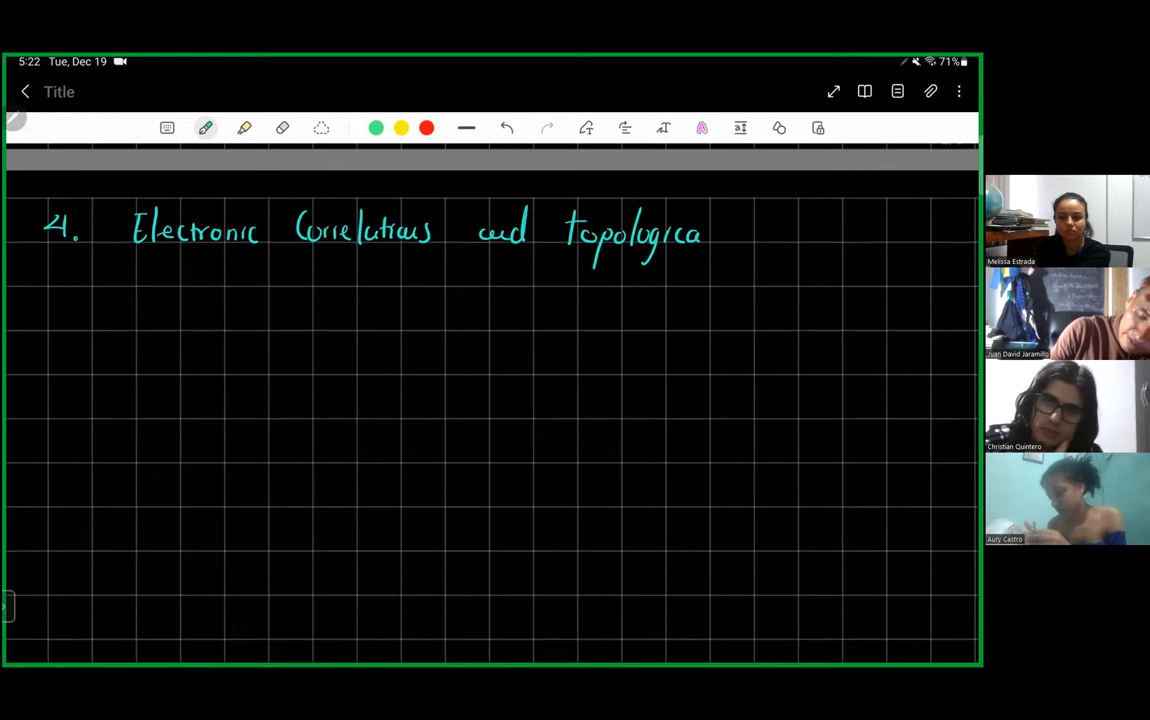 5:22 Tue, Dec 19 71%
Title
4. Electronic Correlations and topologica
Melissa Estrada
Juan David Jaramillo
Christian Quintero
Aury Castro